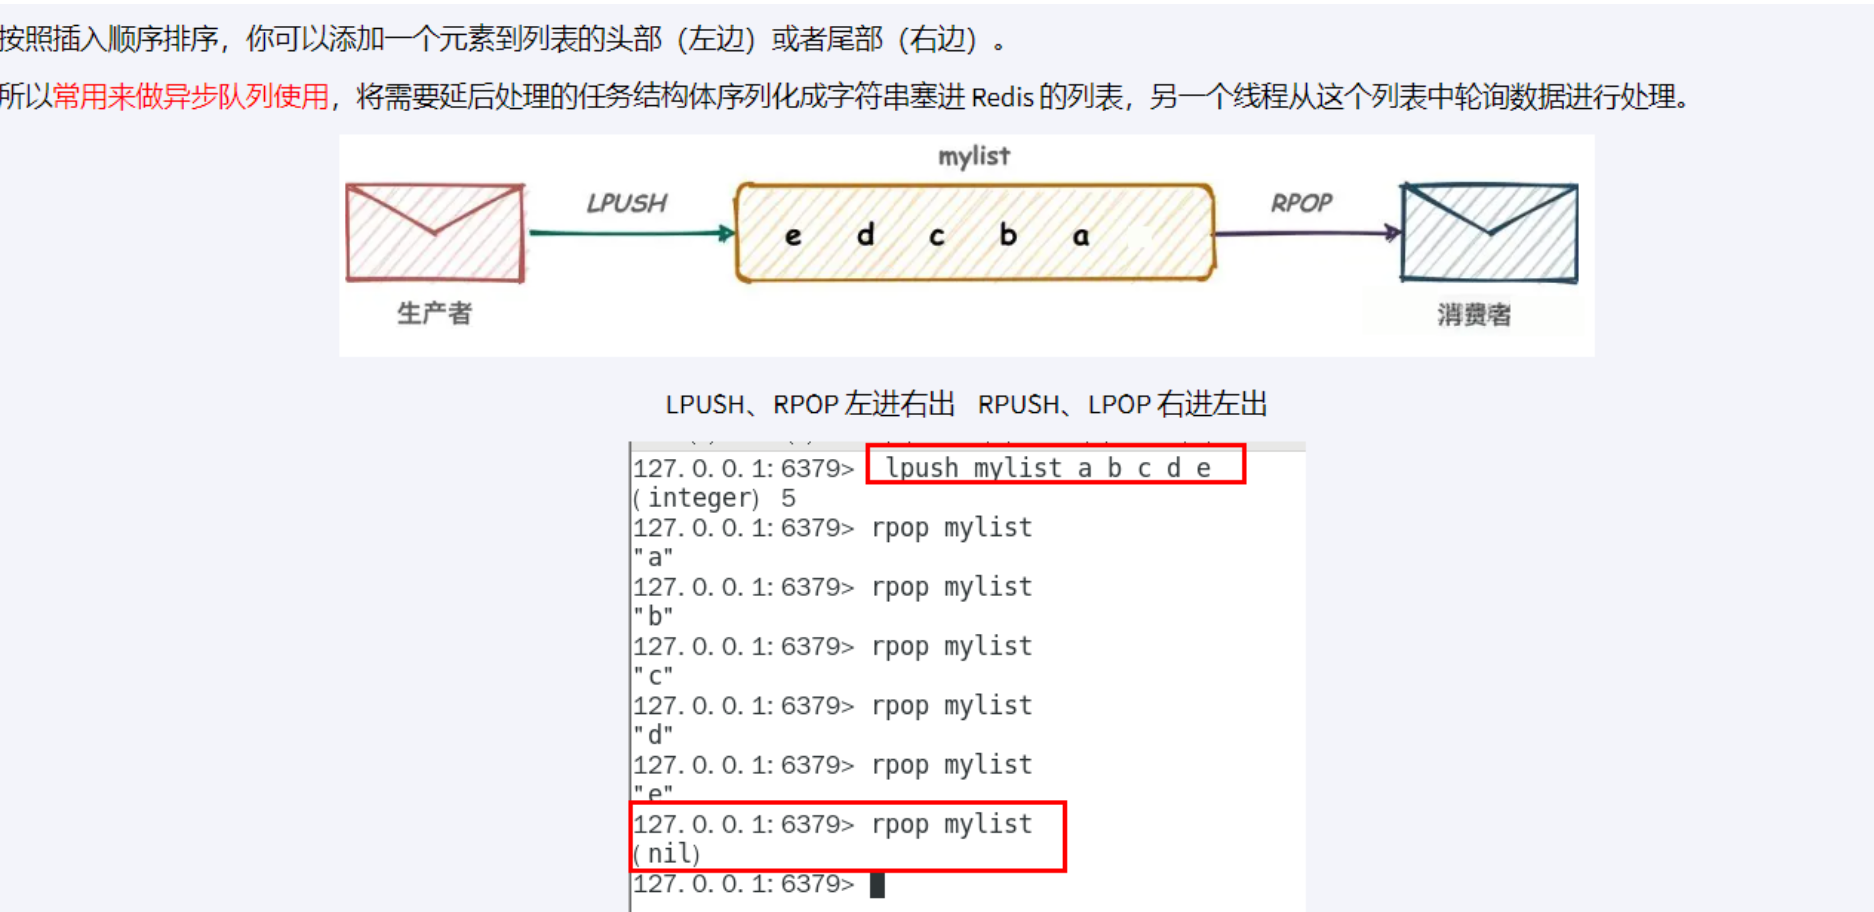 按照插入顺序排序，你可以添加一个元素到列表的头部（左边）或者尾部（右边）。
所以常用来做异步队列使用，将需要延后处理的任务结构体序列化成字符串塞进 Redis 的列表，另一个线程从这个列表中轮询数据进行处理。
mylist
LPUSH
RPOP
e d c b a
生产者
消费者
LPUSH、RPOP 左进右出 RPUSH、LPOP 右进左出
127.0.0.1:6379> lpush mylist a b c d e
(integer) 5
127.0.0.1:6379> rpop mylist
"a"
127.0.0.1:6379> rpop mylist
"b"
127.0.0.1:6379> rpop mylist
"c"
127.0.0.1:6379> rpop mylist
"d"
127.0.0.1:6379> rpop mylist
"e"
127.0.0.1:6379> rpop mylist
(nil)
127.0.0.1:6379>